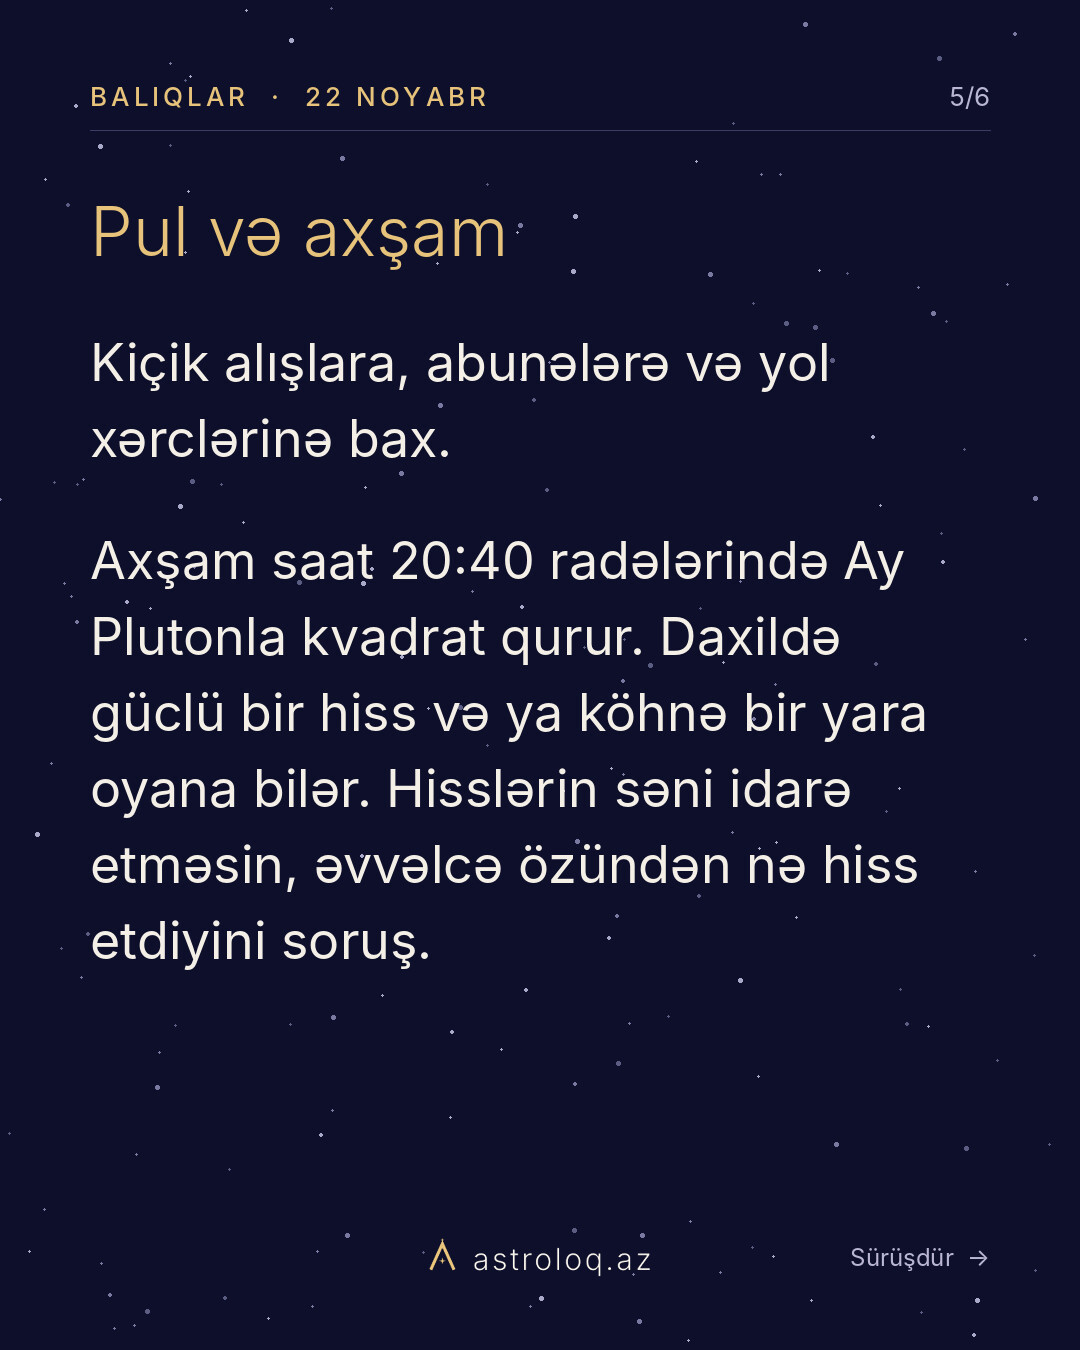 BALIQLAR · 22 NOYABR
5/6
Pul və axşam
Kiçik alışlara, abunələrə və yol
xərclərinə bax.
Axşam saat 20:40 radələrində Ay
Plutonla kvadrat qurur. Daxildə
güclü bir hiss və ya köhnə bir yara
oyana bilər. Hisslərin səni idarə
etməsin, əvvəlcə özündən nə hiss
etdiyini soruş.
astroloq.az
Sürüşdür →